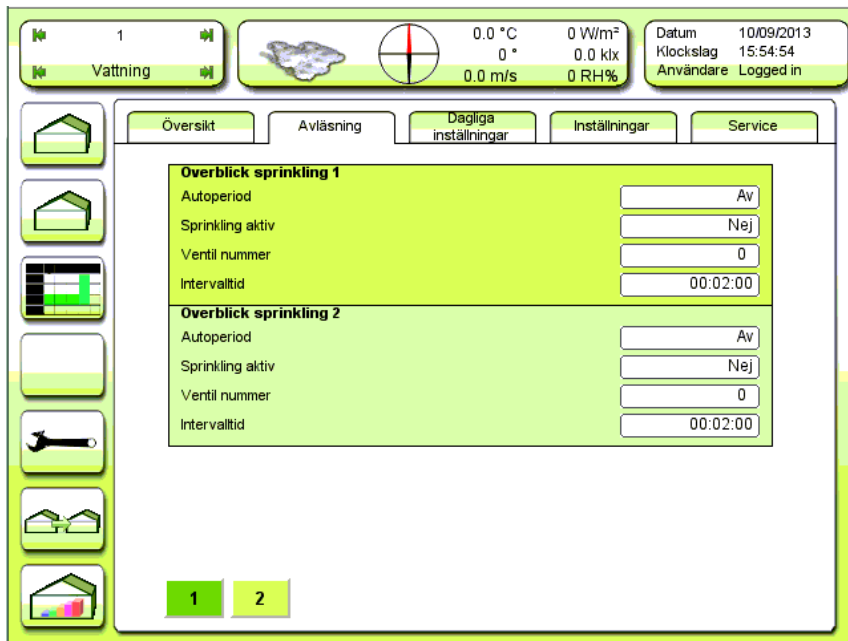 1
Vattning
0.0 °C 0 W/m²
0 ° 0.0 klx
0.0 m/s 0 RH%
Datum 10/09/2013
Klockslag 15:54:54
Användare Logged in
Översikt
Avläsning
Dagliga
inställningar
Inställningar
Service
Overblick sprinkling 1
Autoperiod Av
Sprinkling aktiv Nej
Ventil nummer 0
Intervalltid 00:02:00
Overblick sprinkling 2
Autoperiod Av
Sprinkling aktiv Nej
Ventil nummer 0
Intervalltid 00:02:00
1 2